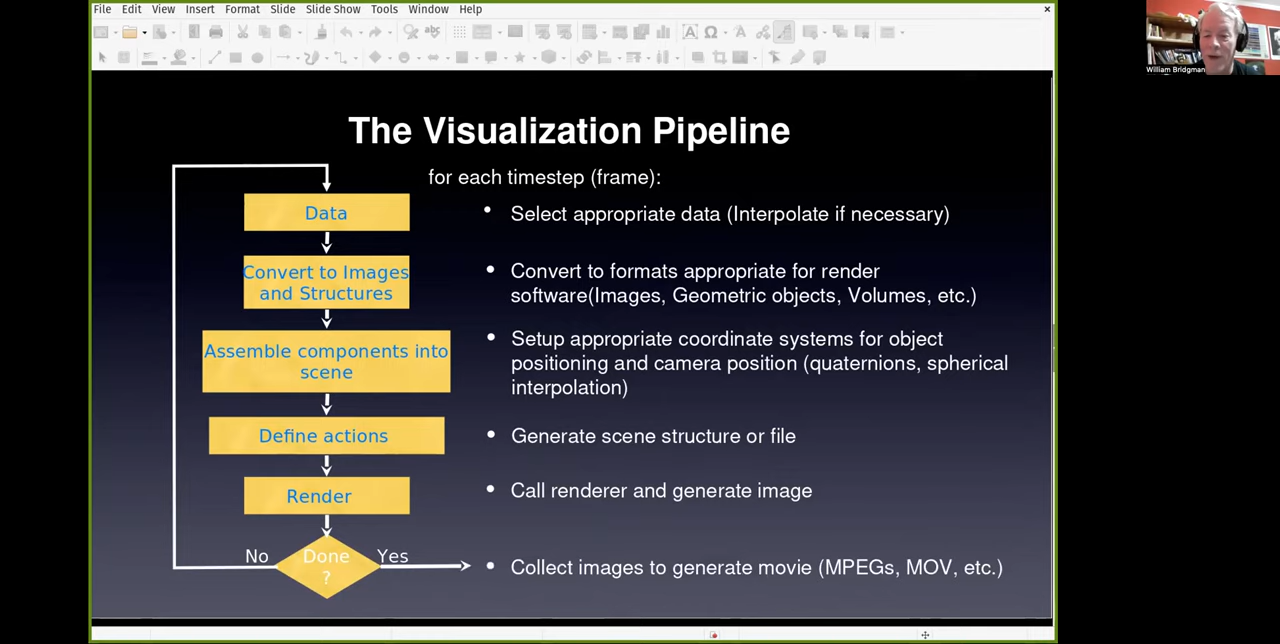 File Edit View Insert Format Slide Slide Show Tools Window Help
William Bridgman
The Visualization Pipeline
for each timestep (frame):
Data
• Select appropriate data (Interpolate if necessary)
Convert to Images
and Structures
• Convert to formats appropriate for render
software(Images, Geometric objects, Volumes, etc.)
Assemble components into
scene
• Setup appropriate coordinate systems for object
positioning and camera position (quaternions, spherical
interpolation)
Define actions
• Generate scene structure or file
Render
• Call renderer and generate image
No
Done
?
Yes
• Collect images to generate movie (MPEGs, MOV, etc.)